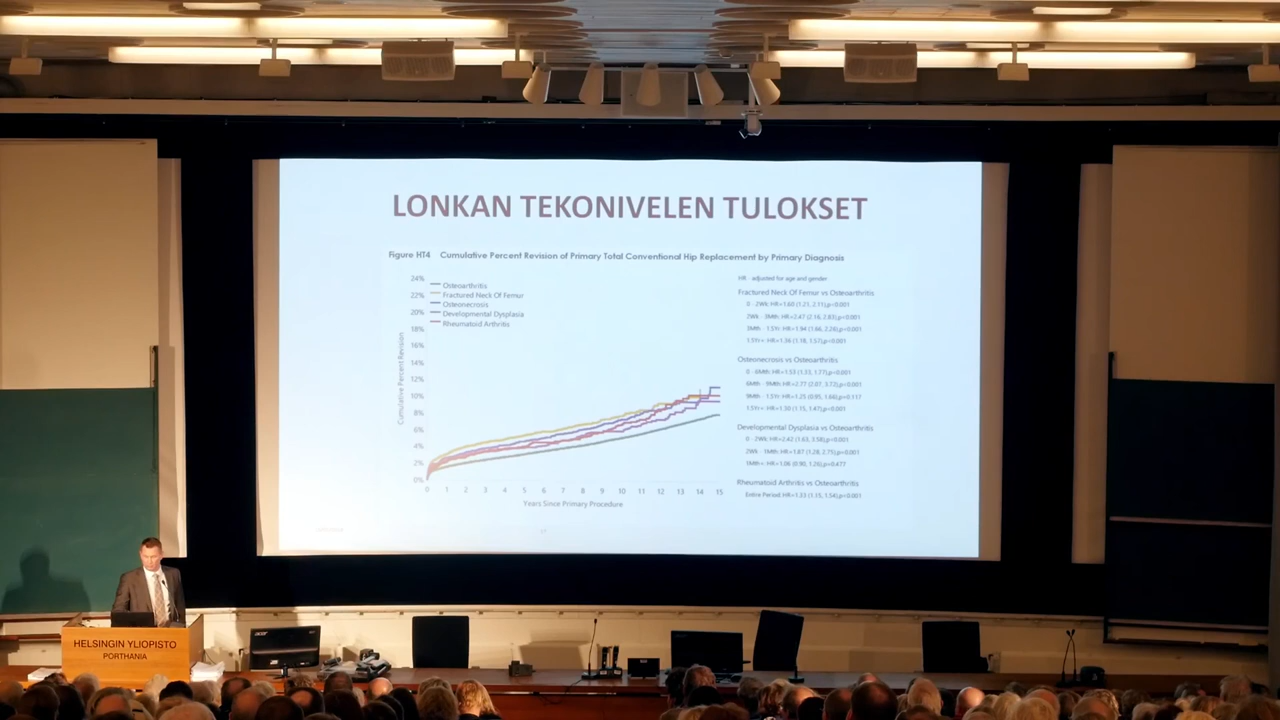 LONKAN TEKONIVELEN TULOKSET
Figure HT4 Cumulative Percent Revision of Primary Total Conventional Hip Replacement by Primary Diagnosis
24%
22%
20%
18%
16%
14%
12%
10%
8%
6%
4%
2%
0%
Cumulative Percent Revision
Osteoarthritis
Fractured Neck Of Femur
Osteonecrosis
Developmental Dysplasia
Rheumatoid Arthritis
0 1 2 3 4 5 6 7 8 9 10 11 12 13 14 15
Years Since Primary Procedure
HR - adjusted for age and gender
Fractured Neck Of Femur vs Osteoarthritis
0 - 2Wk: HR=1.60 (1.21, 2.11),p<0.001
2Wk - 3Mth: HR=2.47 (2.16, 2.83),p<0.001
3Mth - 1.5Yr: HR=1.94 (1.66, 2.26),p<0.001
1.5Yr+: HR=1.36 (1.18, 1.57),p<0.001
Osteonecrosis vs Osteoarthritis
0 - 6Mth: HR=1.53 (1.33, 1.77),p<0.001
6Mth - 9Mth: HR=2.77 (2.07, 3.72),p<0.001
9Mth - 1.5Yr: HR=1.25 (0.95, 1.66),p=0.117
1.5Yr+: HR=1.30 (1.15, 1.47),p<0.001
Developmental Dysplasia vs Osteoarthritis
0 - 2Wk: HR=2.42 (1.63, 3.58),p<0.001
2Wk - 1Mth: HR=1.87 (1.28, 2.75),p=0.001
1Mth+: HR=1.06 (0.90, 1.26),p=0.477
Rheumatoid Arthritis vs Osteoarthritis
Entire Period: HR=1.33 (1.15, 1.54),p<0.001
HELSINGIN YLIOPISTO
PORTHANIA
acer